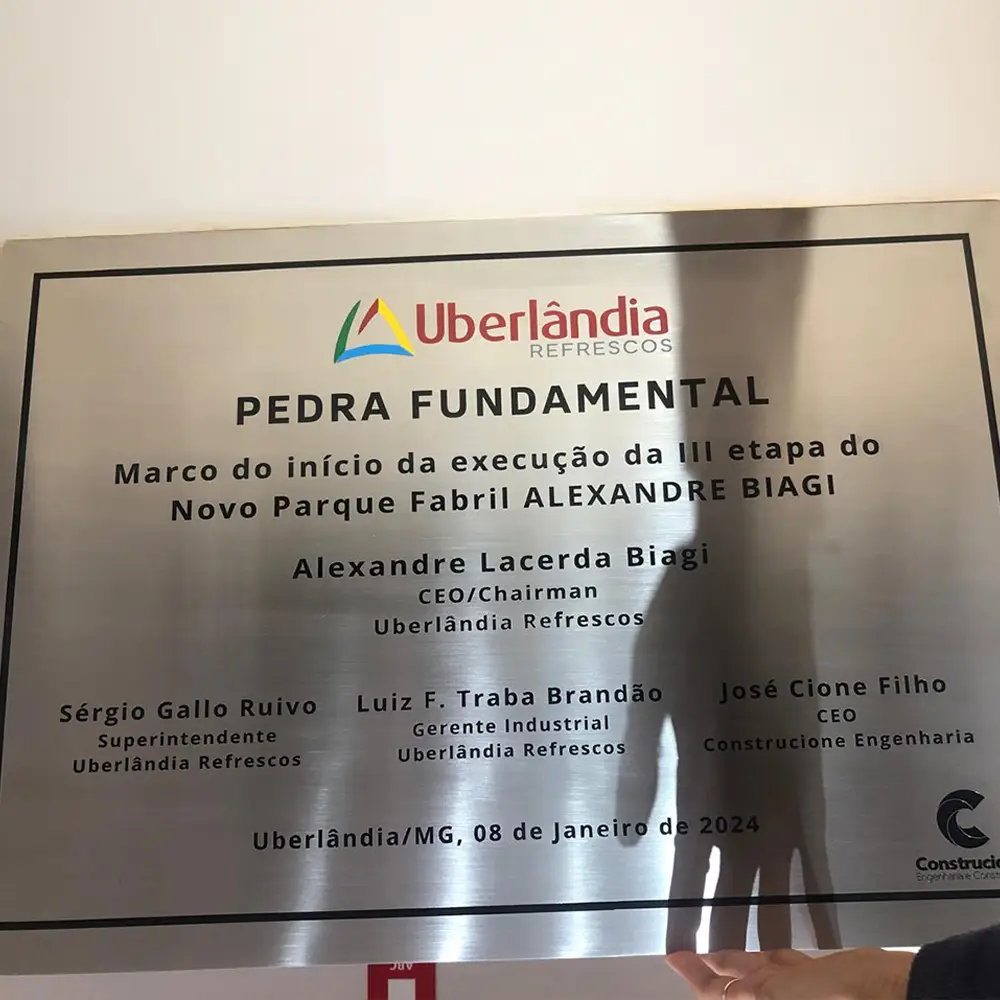 Uberlândia
REFRESCOS
PEDRA FUNDAMENTAL
Marco do início da execução da III etapa do
Novo Parque Fabril ALEXANDRE BIAGI
Alexandre Lacerda Biagi
CEO/Chairman
Uberlândia Refrescos
Sérgio Gallo Ruivo
Superintendente
Uberlândia Refrescos
Luiz F. Traba Brandão
Gerente Industrial
Uberlândia Refrescos
José Cione Filho
CEO
Construcione Engenharia
Uberlândia/MG, 08 de Janeiro de 2024
Engenharia e